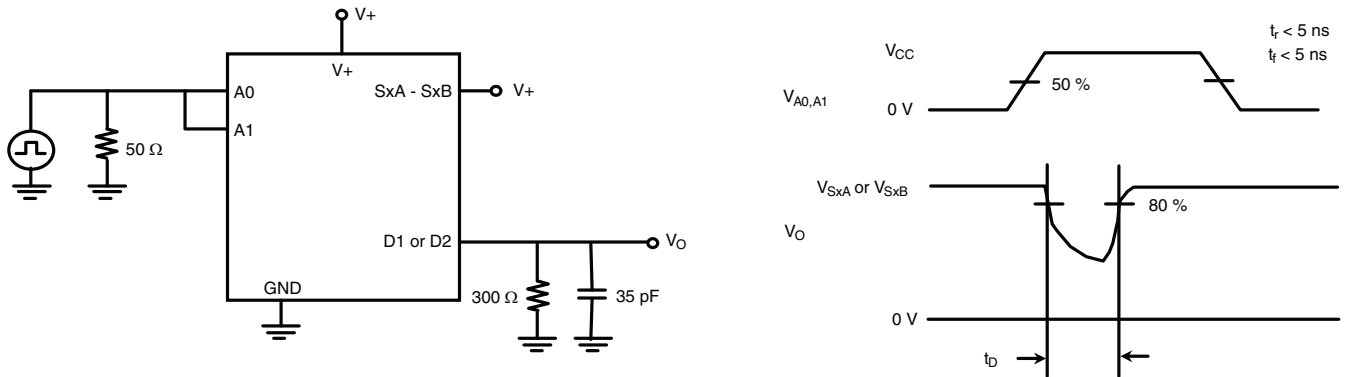 V+
V+
A0
SxA - SxB
V+
A1
50 Ω
D1 or D2
VO
GND
300 Ω
35 pF
tr < 5 ns
tf < 5 ns
VCC
50 %
VA0,A1
0 V
VSxA or VSxB
80 %
VO
0 V
tD